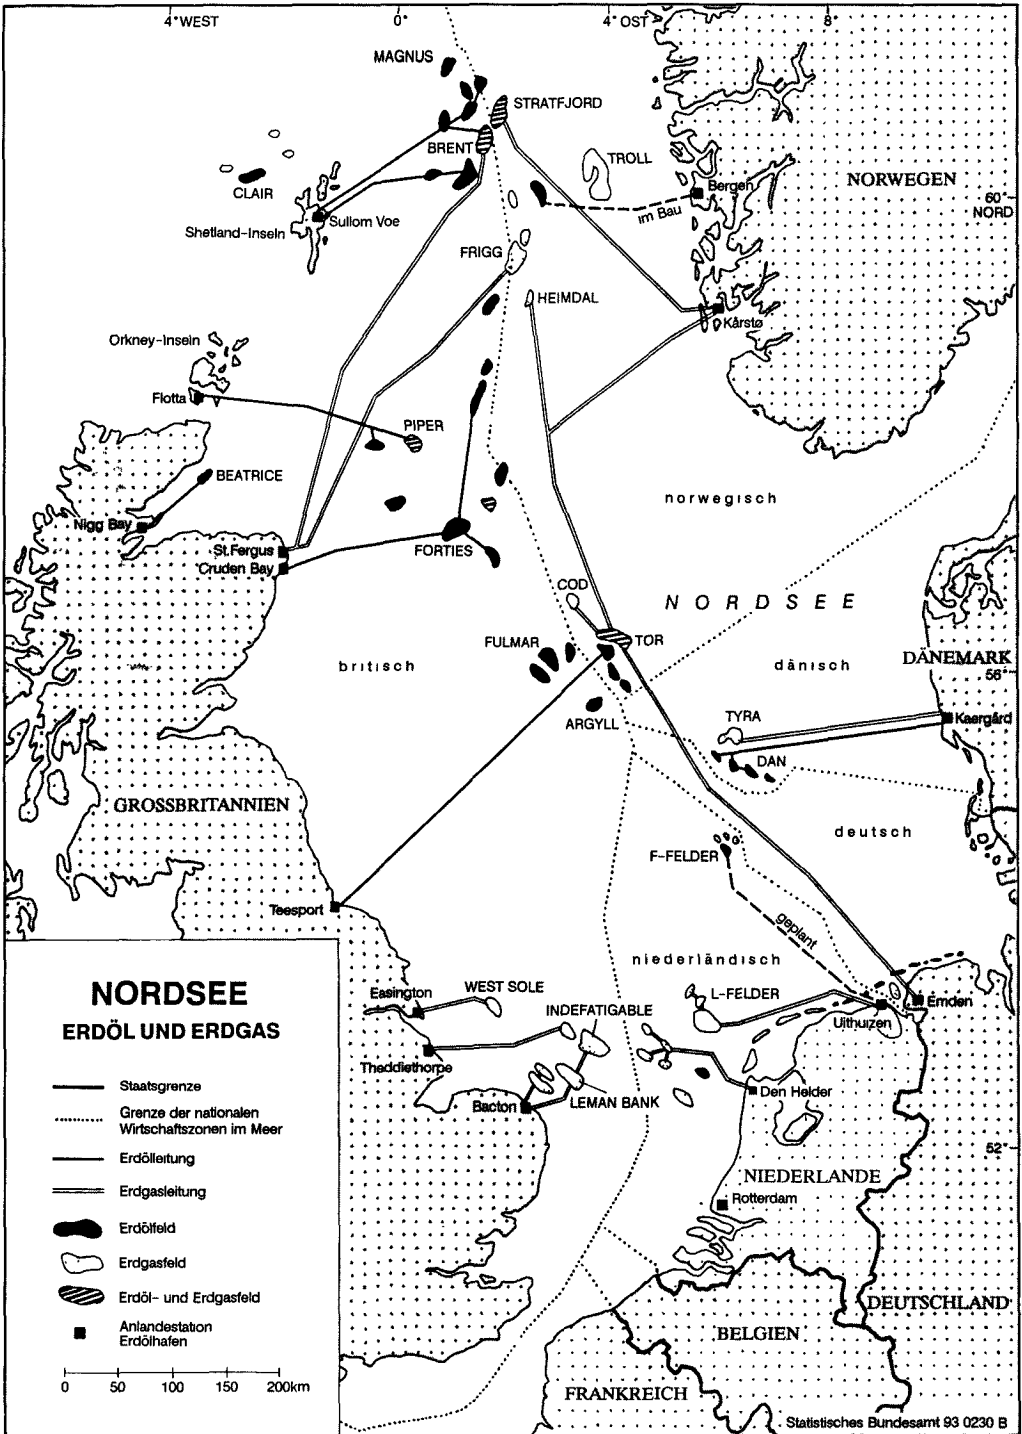 4° WEST
0°
4° OST
8°
MAGNUS
STRATFJORD
BRENT
TROLL
CLAIR
Bergen
NORWEGEN
im Bau
60°
NORD
Sullom Voe
Shetland-Inseln
FRIGG
HEIMDAL
Kårstø
Orkney-Inseln
Flotta
PIPER
BEATRICE
norwegisch
Nigg Bay
St.Fergus
FORTIES
Cruden Bay
COD
NORDSEE
FULMAR
TOR
britisch
dänisch
DÄNEMARK
56°
ARGYLL
TYRA
Kaergård
DAN
GROSSBRITANNIEN
deutsch
F-FELDER
Teesport
geplant
niederländisch
NORDSEE
ERDÖL UND ERDGAS
Easington
WEST SOLE
L-FELDER
Emden
INDEFATIGABLE
Uithuizen
Theddlethorpe
Den Helder
Bacton
LEMAN BANK
Staatsgrenze
Grenze der nationalen
Wirtschaftszonen im Meer
Erdölleitung
Erdgasleitung
Erdölfeld
Erdgasfeld
Erdöl- und Erdgasfeld
Anlandestation
Erdölhafen
0 50 100 150 200km
52°
NIEDERLANDE
Rotterdam
DEUTSCHLAND
BELGIEN
FRANKREICH
Statistisches Bundesamt 93 0230 B